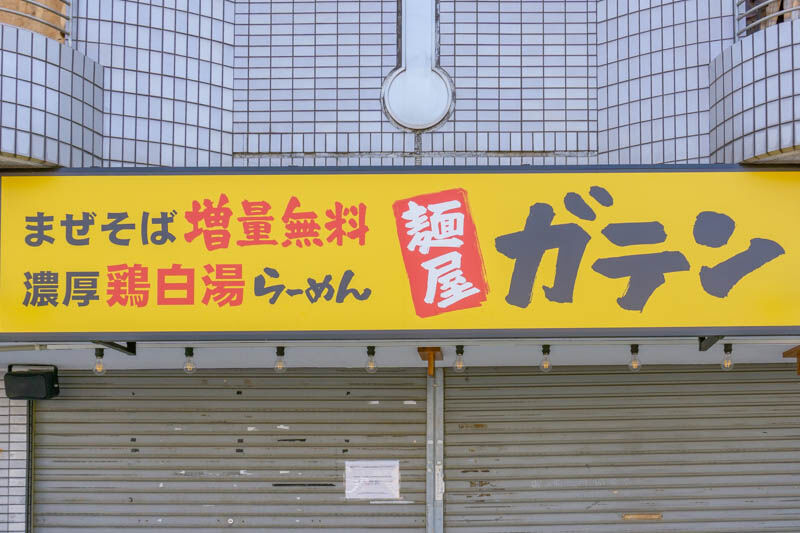 まぜそば増量無料
濃厚鶏白湯らーめん
麺屋
ガテン